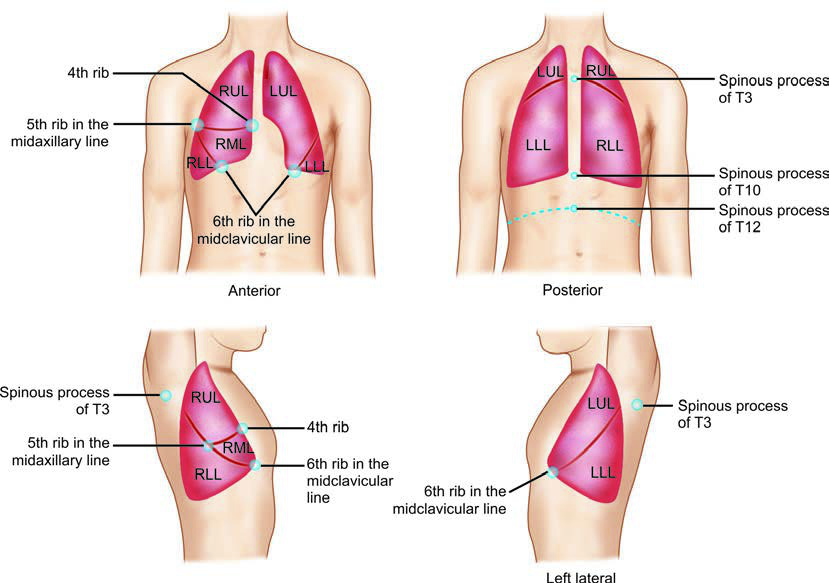 4th rib
5th rib in the
midaxillary line
RUL
LUL
RML
RLL
LLL
6th rib in the
midclavicular line
Anterior
LUL
RUL
LLL
RLL
Spinous process
of T3
Spinous process
of T10
Spinous process
of T12
Posterior
Spinous process
of T3
5th rib in the
midaxillary line
RUL
RML
RLL
4th rib
6th rib in the
midclavicular
line
LUL
LLL
Spinous process
of T3
6th rib in the
midclavicular line
Left lateral